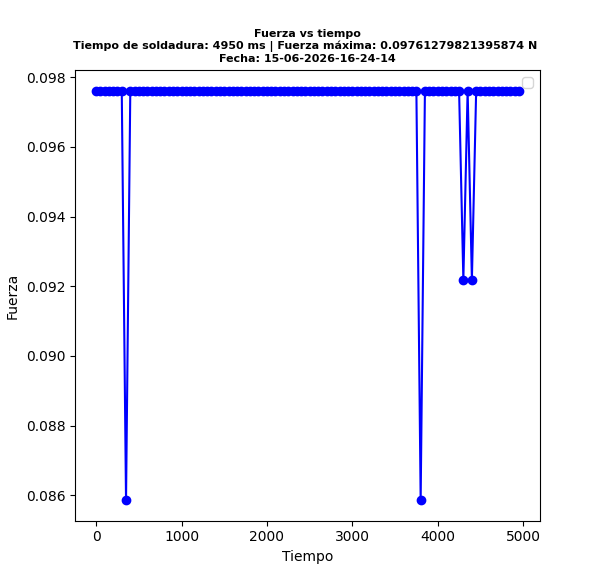 Fuerza vs tiempo
Tiempo de soldadura: 4950 ms | Fuerza máxima: 0.09761279821395874 N
Fecha: 15-06-2026-16-24-14
0.098
0.096
0.094
0.092
0.090
0.088
0.086
Fuerza
0 1000 2000 3000 4000 5000
Tiempo